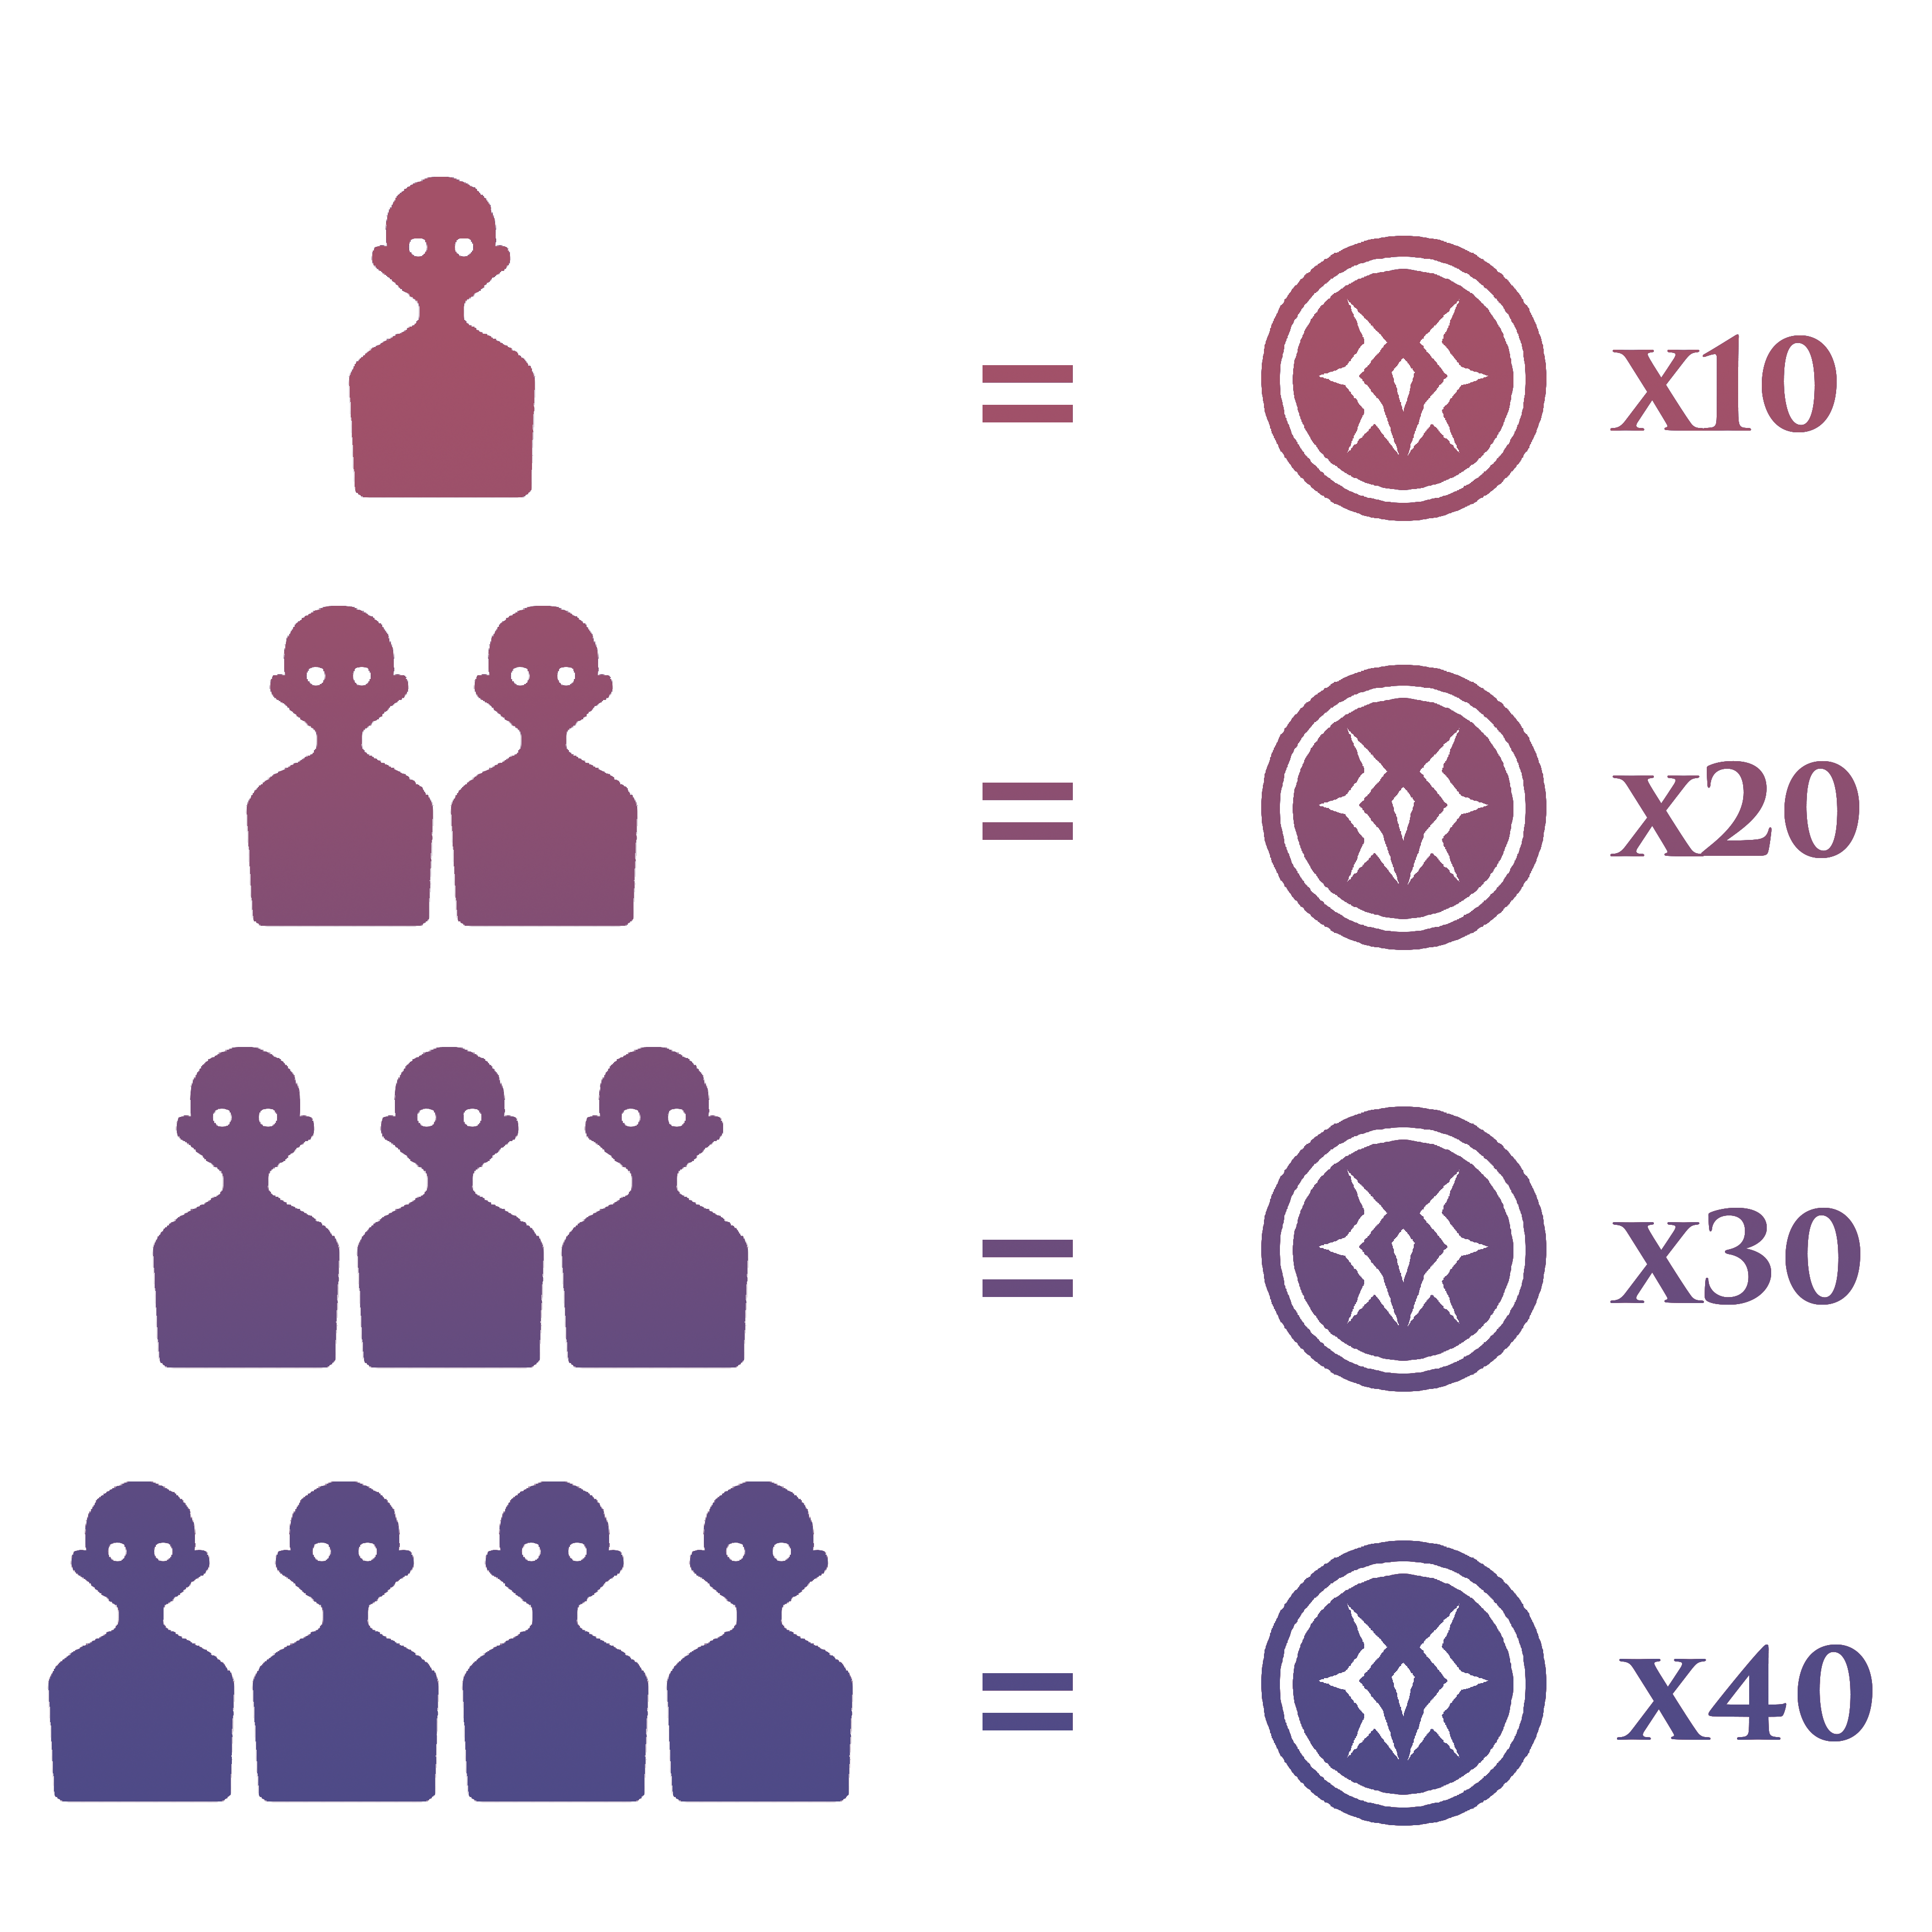 = x10
= x20
= x30
= x40